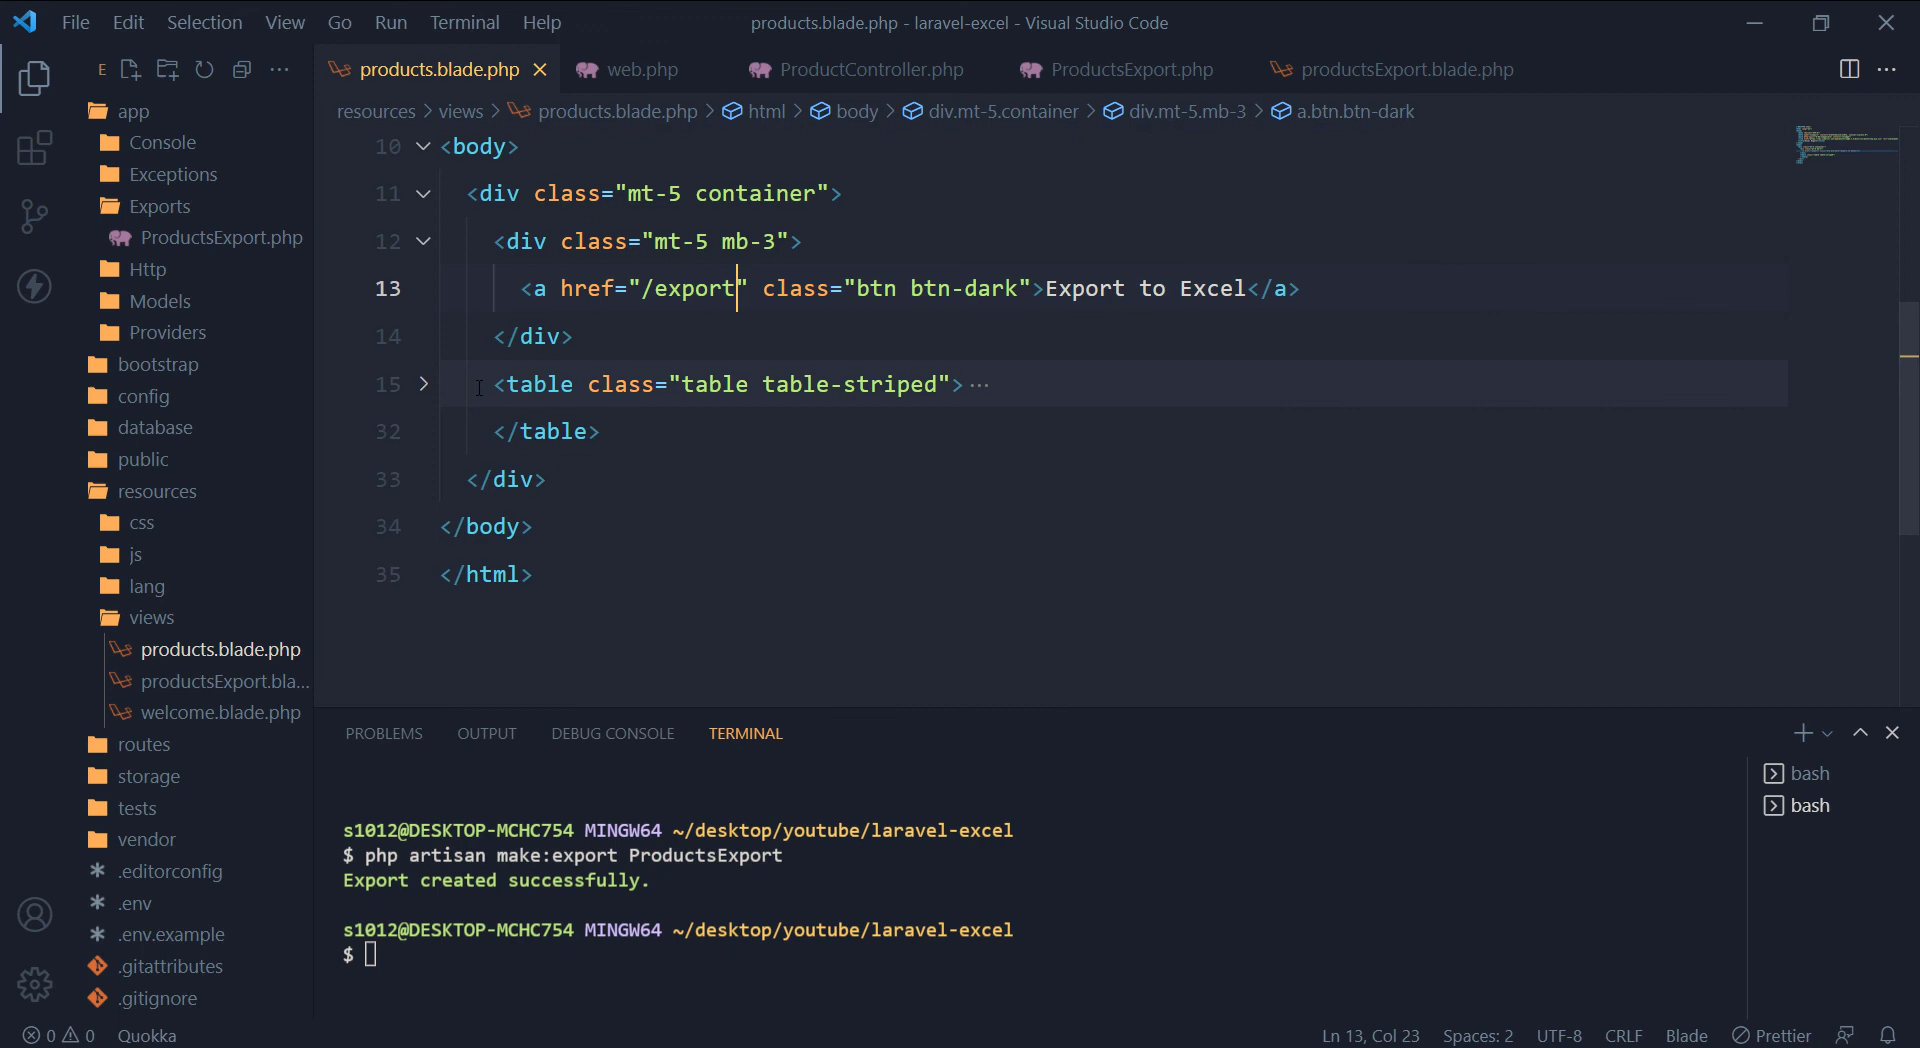 File Edit Selection View Go Run Terminal Help
products.blade.php - laravel-excel - Visual Studio Code
E
products.blade.php
web.php
ProductController.php
ProductsExport.php
productsExport.blade.php
resources > views > products.blade.php > html > body > div.mt-5.container > div.mt-5.mb-3 > a.btn.btn-dark
app
Console
Exceptions
Exports
ProductsExport.php
Http
Models
Providers
bootstrap
config
database
public
resources
css
js
lang
views
products.blade.php
productsExport.bla...
welcome.blade.php
routes
storage
tests
vendor
.editorconfig
.env
.env.example
.gitattributes
.gitignore
10 <body>
11 <div class="mt-5 container">
12 <div class="mt-5 mb-3">
13 <a href="/export" class="btn btn-dark">Export to Excel</a>
14 </div>
15 <table class="table table-striped">...
32 </table>
33 </div>
34 </body>
35 </html>
PROBLEMS OUTPUT DEBUG CONSOLE TERMINAL
bash
bash
s1012@DESKTOP-MCHC754 MINGW64 ~/desktop/youtube/laravel-excel
$ php artisan make:export ProductsExport
Export created successfully.
s1012@DESKTOP-MCHC754 MINGW64 ~/desktop/youtube/laravel-excel
$
0 0 Quokka
Ln 13, Col 23 Spaces: 2 UTF-8 CRLF Blade Prettier